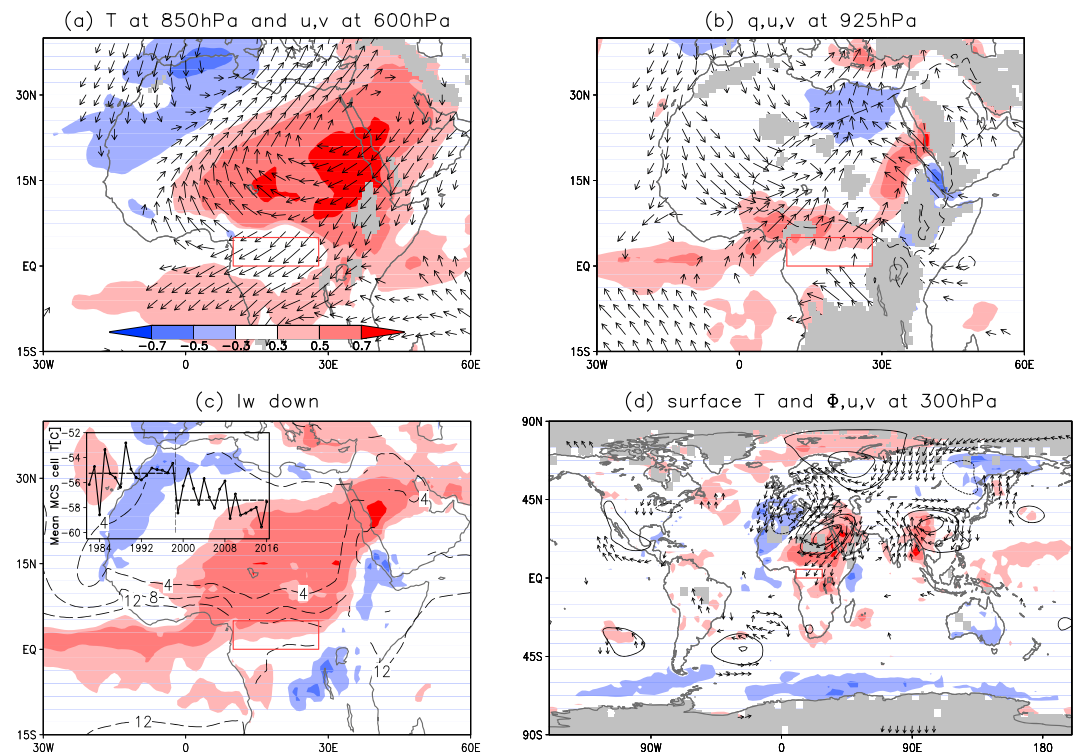 (a) T at 850hPa and u,v at 600hPa
30N
15N
EQ
15S
-0.7 -0.5 -0.3 0.3 0.5 0.7
30W 0 30E 60E
(b) q,u,v at 925hPa
30N
15N
EQ
15S
30W 0 30E 60E
(c) lw down
30N
15N
EQ
15S
Mean MCS cell T[C]
-52
-54
-56
-58
-60
1984 1992 2000 2008 2016
4
4
4
8
12
4
12
12
30W 0 30E 60E
(d) surface T and Φ,u,v at 300hPa
90N
45N
EQ
45S
90S
90W 0 90E 180